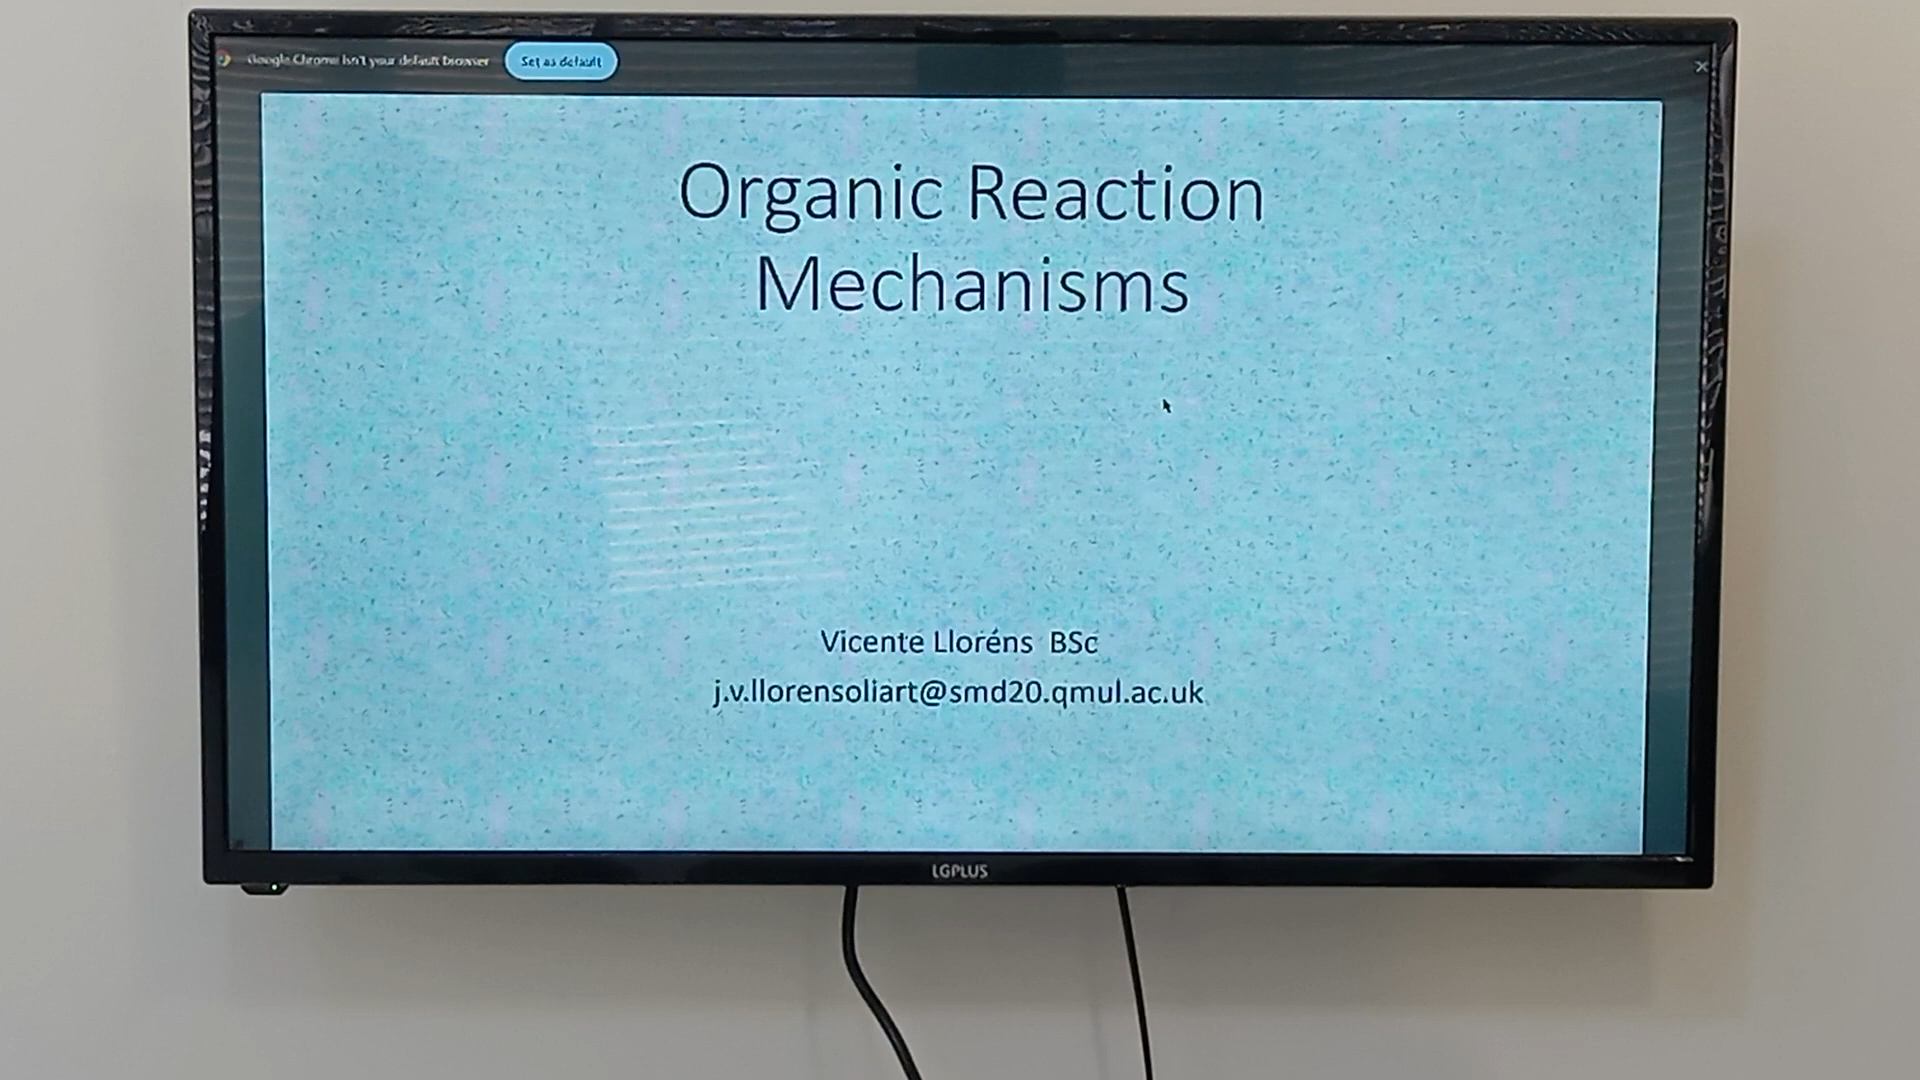 Google Chrome isn't your default browser Set as default
Organic Reaction
Mechanisms
Vicente Lloréns BSc
j.v.llorensoliart@smd20.qmul.ac.uk
LGPLUS